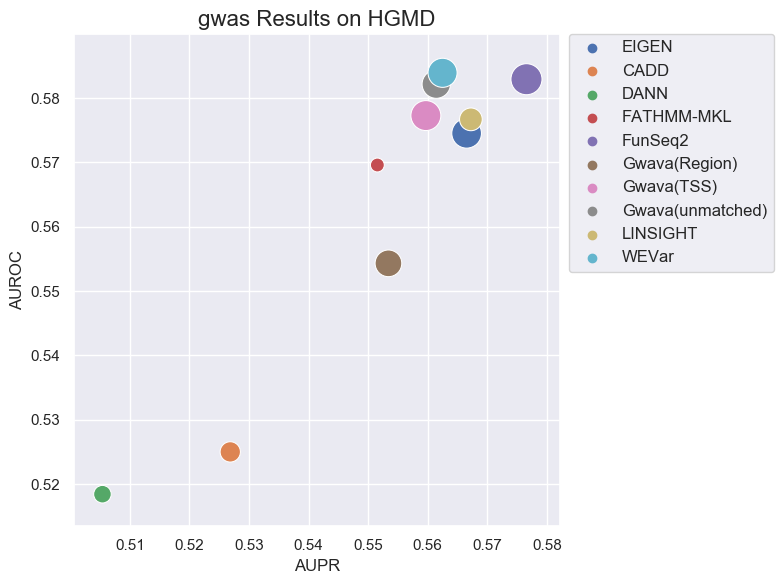 gwas Results on HGMD
EIGEN
CADD
DANN
FATHMM-MKL
FunSeq2
Gwava(Region)
Gwava(TSS)
Gwava(unmatched)
LINSIGHT
WEVar
AUROC
0.58
0.57
0.56
0.55
0.54
0.53
0.52
0.51 0.52 0.53 0.54 0.55 0.56 0.57 0.58
AUPR